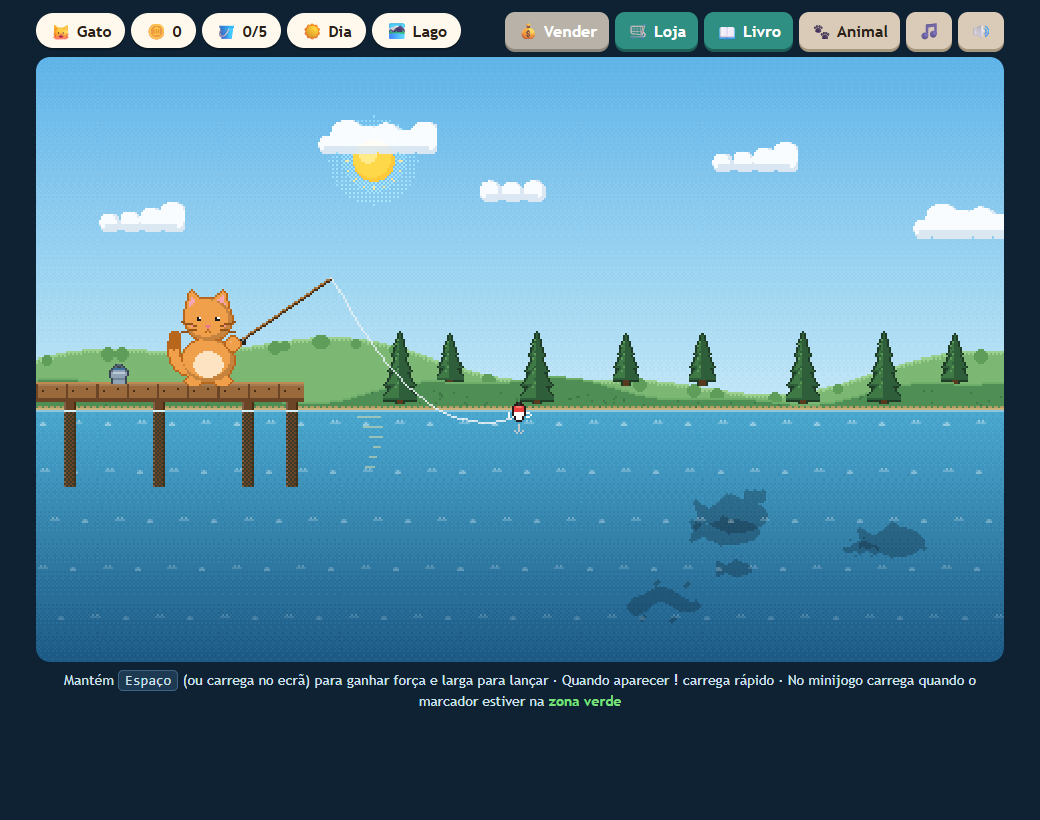 Gato 0 0/5 Dia Lago Vender Loja Livro Animal
Mantém Espaço (ou carrega no ecrã) para ganhar força e larga para lançar · Quando aparecer ! carrega rápido · No minijogo carrega quando o
marcador estiver na zona verde